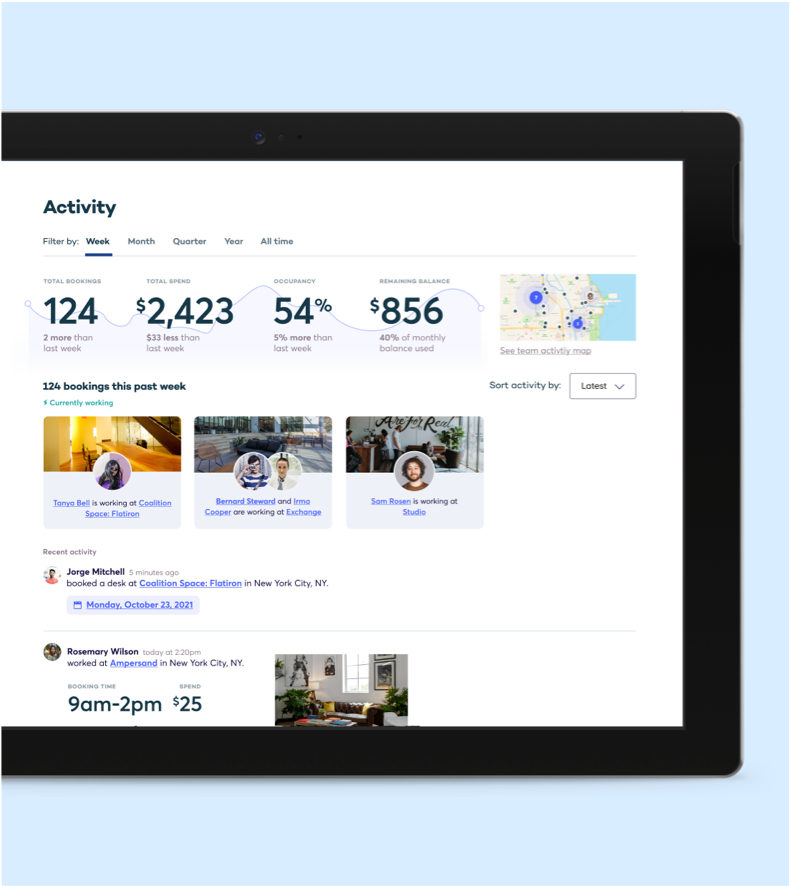 Activity
Filter by: Week Month Quarter Year All time
TOTAL BOOKINGS TOTAL SPEND OCCUPANCY REMAINING BALANCE
124 $2,423 54% $856
2 more than $33 less than 5% more than 40% of monthly
last week last week last week balance used
See team activtiy map
124 bookings this past week
Sort activity by: Latest
Currently working
Are for Real
Tanya Bell is working at Coalition
Space: Flatiron
Bernard Steward and Irma
Cooper are working at Exchange
Sam Rosen is working at
Studio
Recent activity
Jorge Mitchell 5 minutes ago
booked a desk at Coalition Space: Flatiron in New York City, NY.
Monday, October 23, 2021
Rosemary Wilson today at 2:20pm
worked at Ampersand in New York City, NY.
BOOKING TIME SPEND
9am-2pm $25